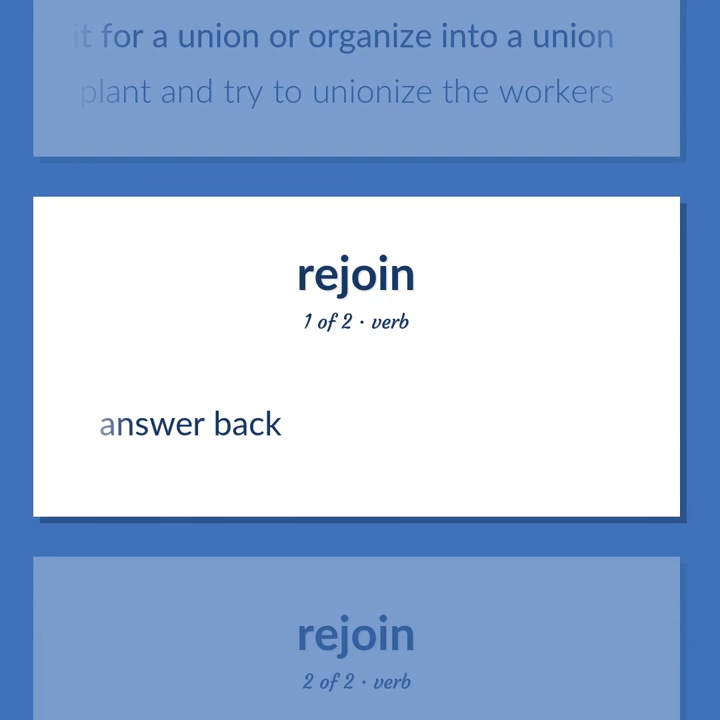 it for a union or organize into a union
plant and try to unionize the workers
rejoin
1 of 2 · verb
answer back
rejoin
2 of 2 · verb